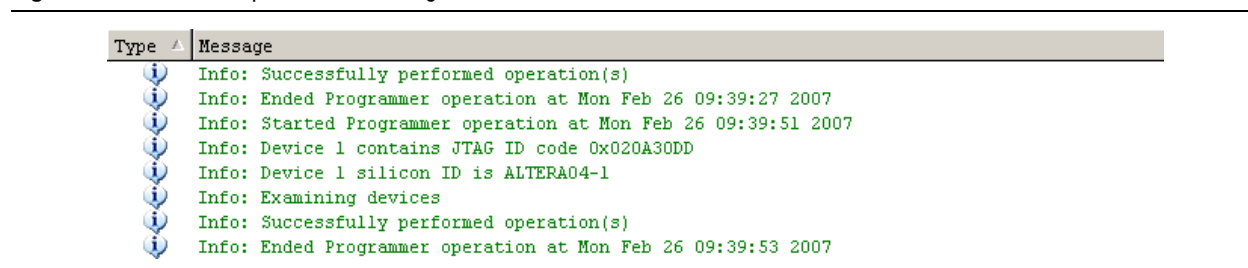 Type Message
Info: Successfully performed operation(s)
Info: Ended Programmer operation at Mon Feb 26 09:39:27 2007
Info: Started Programmer operation at Mon Feb 26 09:39:51 2007
Info: Device 1 contains JTAG ID code 0x020A30DD
Info: Device 1 silicon ID is ALTERA04-1
Info: Examining devices
Info: Successfully performed operation(s)
Info: Ended Programmer operation at Mon Feb 26 09:39:53 2007